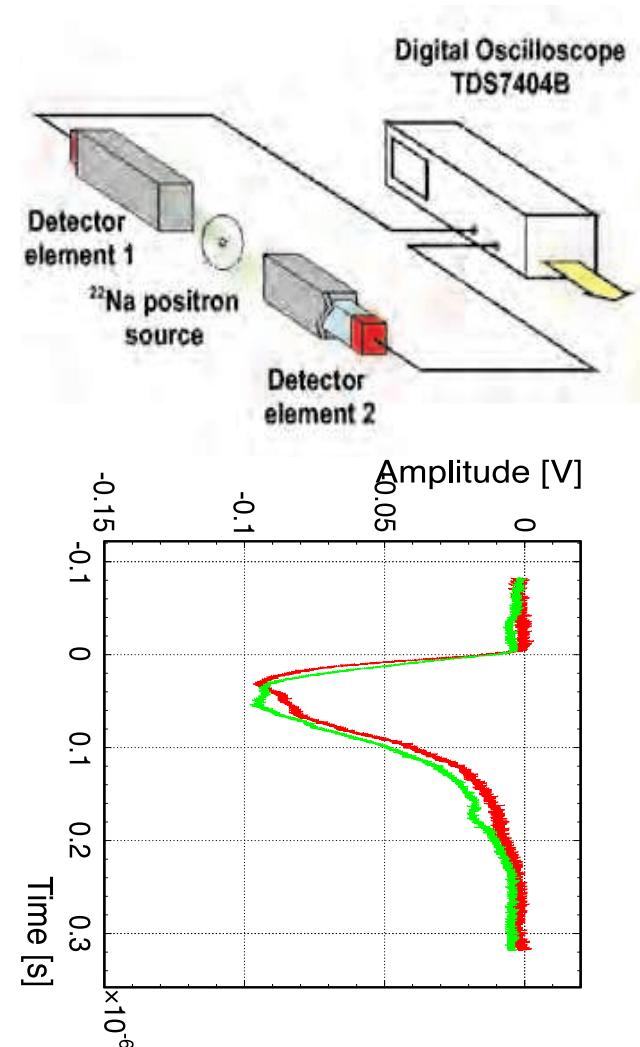 Digital Oscilloscope
TDS7404B
Detector
element 1
²²Na positron
source
Detector
element 2
Amplitude [V]
-0.15
-0.1
-0.05
0
-0.1
0
0.1
0.2
0.3
Time [s]
×10⁻⁶